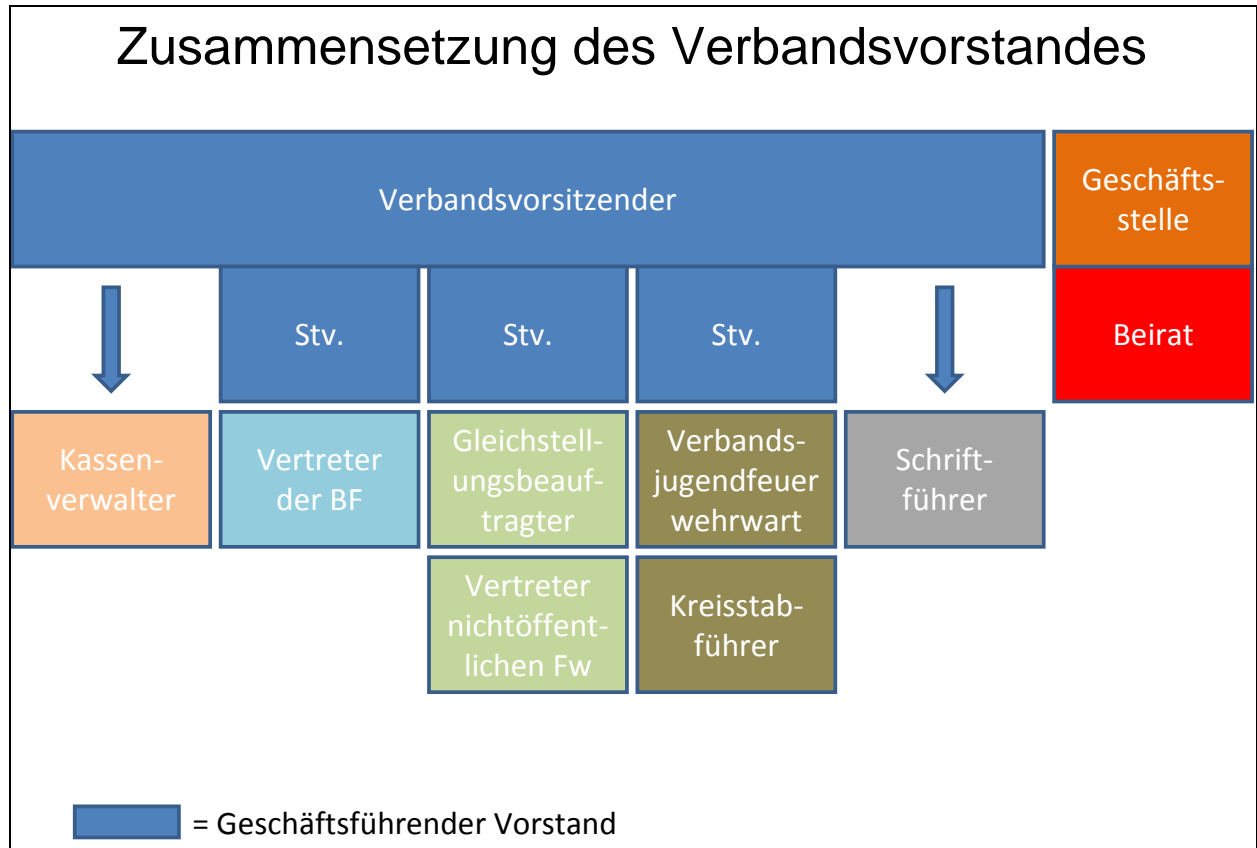 Zusammensetzung des Verbandsvorstandes
Verbandsvorsitzender
Geschäfts-
stelle
Stv.
Stv.
Stv.
Beirat
Kassen-
verwalter
Vertreter
der BF
Gleichstell-
ungsbeauf-
tragter
Verbands-
jugendfeuer
wehrwart
Schrift-
führer
Vertreter
nichtöffent-
lichen Fw
Kreisstab-
führer
= Geschäftsführender Vorstand